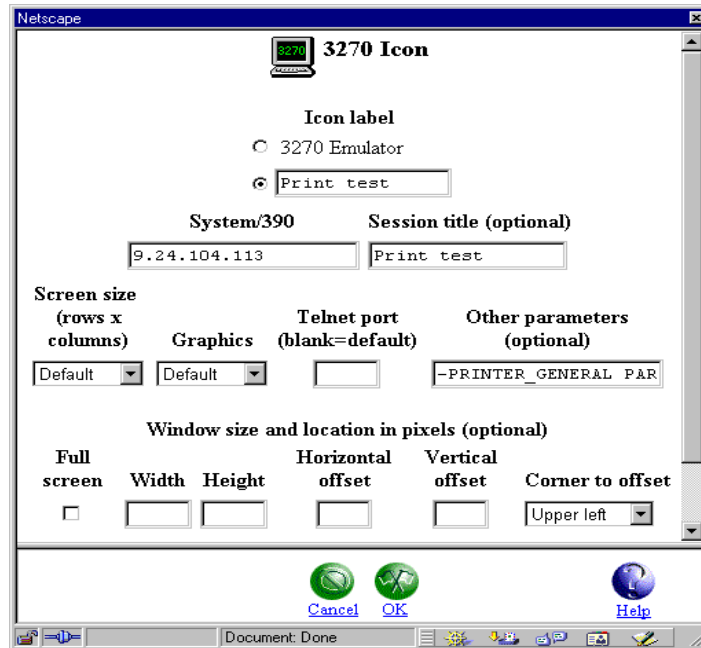 Netscape
3270 3270 Icon
Icon label
3270 Emulator
Print test
System/390 Session title (optional)
9.24.104.113 Print test
Screen size
(rows x Telnet port Other parameters
columns) Graphics (blank=default) (optional)
Default Default -PRINTER_GENERAL PAR
Window size and location in pixels (optional)
Full Horizontal Vertical
screen Width Height offset offset Corner to offset
Upper left
Cancel OK Help
Document: Done